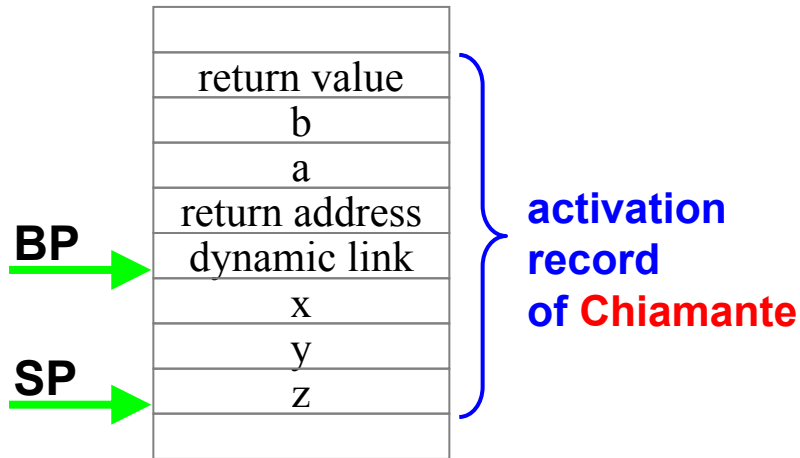 return value
b
a
return address
BP
dynamic link
x
y
SP
z
activation
record
of Chiamante